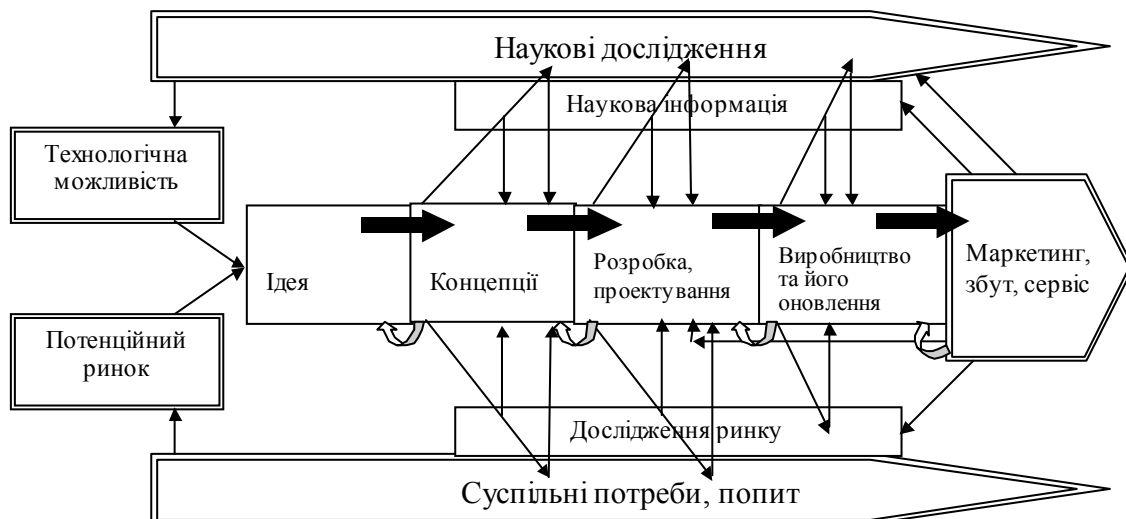 Наукові дослідження
Наукова інформація
Технологічна
можливість
Ідея
Концепції
Розробка,
проектування
Виробництво
та його
оновлення
Маркетинг,
збут, сервіс
Потенційний
ринок
Дослідження ринку
Суспільні потреби, попит